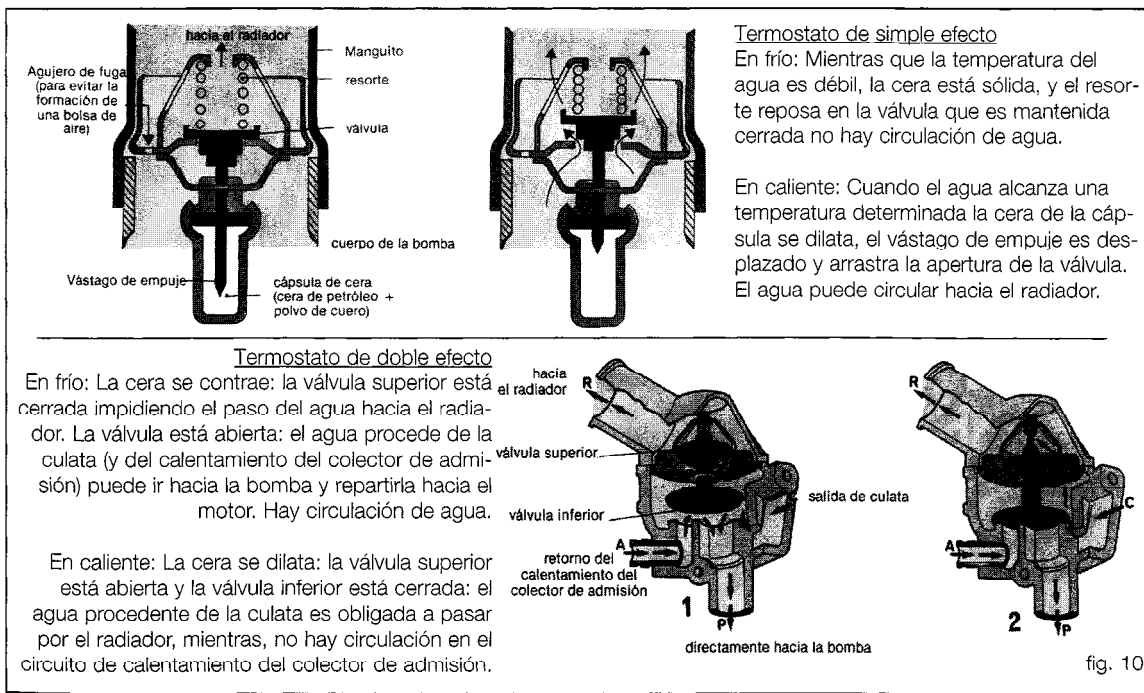 hacia el radiador
Manguito
Agujero de fuga
(para evitar la
formación de
una bolsa de
aire)
resorte
válvula
cuerpo de la bomba
Vástago de empuje
cápsula de cera
(cera de petróleo +
polvo de cuero)
Termostato de simple efecto
En frío: Mientras que la temperatura del
agua es débil, la cera está sólida, y el resor-
te reposa en la válvula que es mantenida
cerrada no hay circulación de agua.
En caliente: Cuando el agua alcanza una
temperatura determinada la cera de la cáp-
sula se dilata, el vástago de empuje es des-
plazado y arrastra la apertura de la válvula.
El agua puede circular hacia el radiador.
Termostato de doble efecto
En frío: La cera se contrae: la válvula superior está
cerrada impidiendo el paso del agua hacia el radia-
dor. La válvula está abierta: el agua procede de la
culata (y del calentamiento del colector de admi-
sión) puede ir hacia la bomba y repartirla hacia el
motor. Hay circulación de agua.
En caliente: La cera se dilata: la válvula superior
está abierta y la válvula inferior está cerrada: el
agua procedente de la culata es obligada a pasar
por el radiador, mientras, no hay circulación en el
circuito de calentamiento del colector de admisión.
hacia
el radiador
R
válvula superior
válvula inferior
salida de culata
A
retorno del
calentamiento del
colector de admisión
1
P
directamente hacia la bomba
R
C
A
2
P
fig. 10